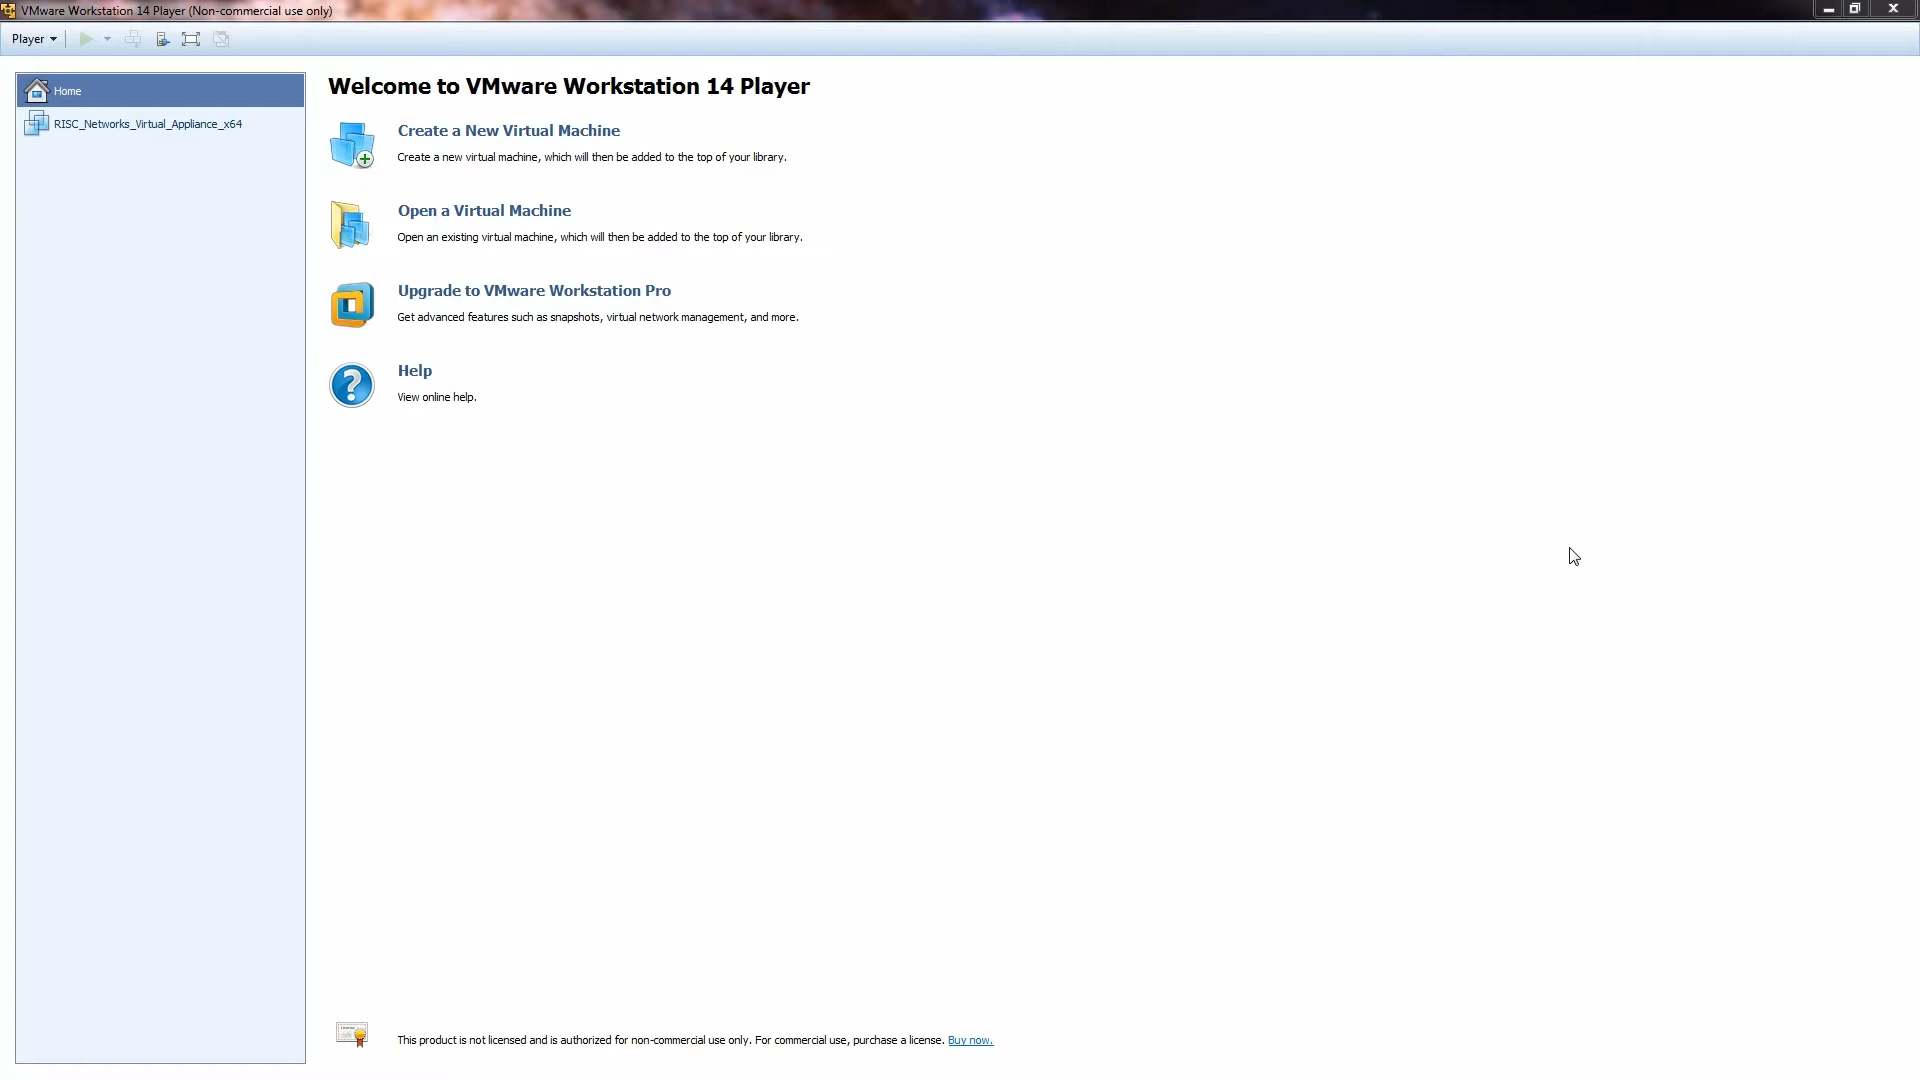 VMware Workstation 14 Player (Non-commercial use only)
Player
Home
RISC_Networks_Virtual_Appliance_x64
Welcome to VMware Workstation 14 Player
Create a New Virtual Machine
Create a new virtual machine, which will then be added to the top of your library.
Open a Virtual Machine
Open an existing virtual machine, which will then be added to the top of your library.
Upgrade to VMware Workstation Pro
Get advanced features such as snapshots, virtual network management, and more.
Help
View online help.
This product is not licensed and is authorized for non-commercial use only. For commercial use, purchase a license. Buy now.